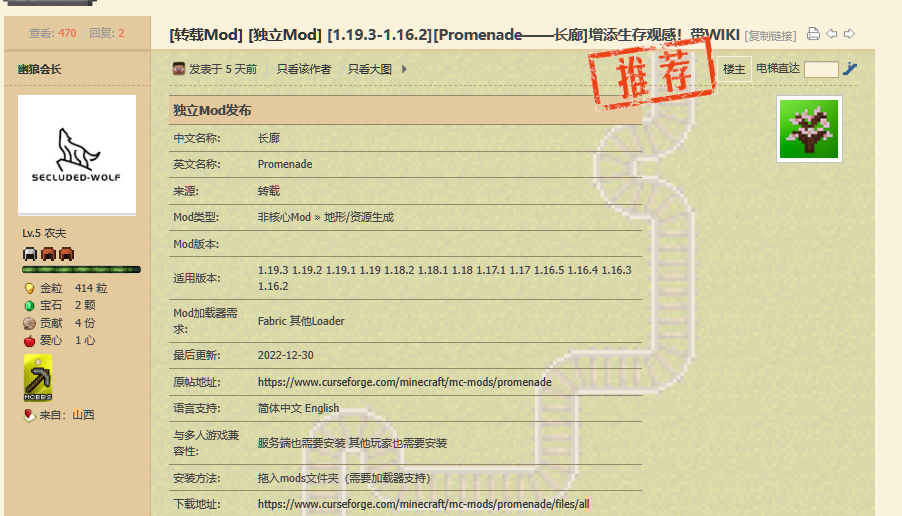 查看: 470 回复: 2
[转载Mod] [独立Mod] [1.19.3-1.16.2][Promenade——长廊]增添生存观感！带WIKI [复制链接]
幽狼会长
发表于 5 天前 只看该作者 只看大图
推荐
楼主 电梯直达
SECLUDED-WOLF
Lv.5 农夫
金粒 414 粒
宝石 2 颗
贡献 4 份
爱心 1 心
MOBBS
来自: 山西
独立Mod发布
中文名称: 长廊
英文名称: Promenade
来源: 转载
Mod类型: 非核心Mod » 地形/资源生成
Mod版本:
适用版本: 1.19.3 1.19.2 1.19.1 1.19 1.18.2 1.18.1 1.18 1.17.1 1.17 1.16.5 1.16.4 1.16.3
1.16.2
Mod加载器需
求: Fabric 其他Loader
最后更新: 2022-12-30
原帖地址: https://www.curseforge.com/minecraft/mc-mods/promenade
语言支持: 简体中文 English
与多人游戏兼
容性: 服务端也需要安装 其他玩家也需要安装
安装方法: 拖入mods文件夹（需要加载器支持）
下载地址: https://www.curseforge.com/minecraft/mc-mods/promenade/files/all